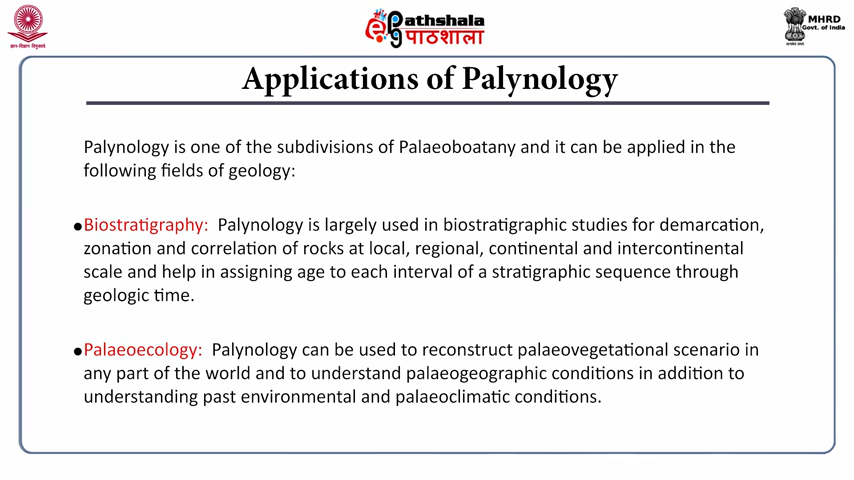 ज्ञान-विज्ञान विमुक्तये
Pathshala
पाठशाला
MHRD
Govt. of India
Applications of Palynology
Palynology is one of the subdivisions of Palaeoboatany and it can be applied in the
following fields of geology:
●Biostratigraphy: Palynology is largely used in biostratigraphic studies for demarcation,
zonation and correlation of rocks at local, regional, continental and intercontinental
scale and help in assigning age to each interval of a stratigraphic sequence through
geologic time.
●Palaeoecology: Palynology can be used to reconstruct palaeovegetational scenario in
any part of the world and to understand palaeogeographic conditions in addition to
understanding past environmental and palaeoclimatic conditions.